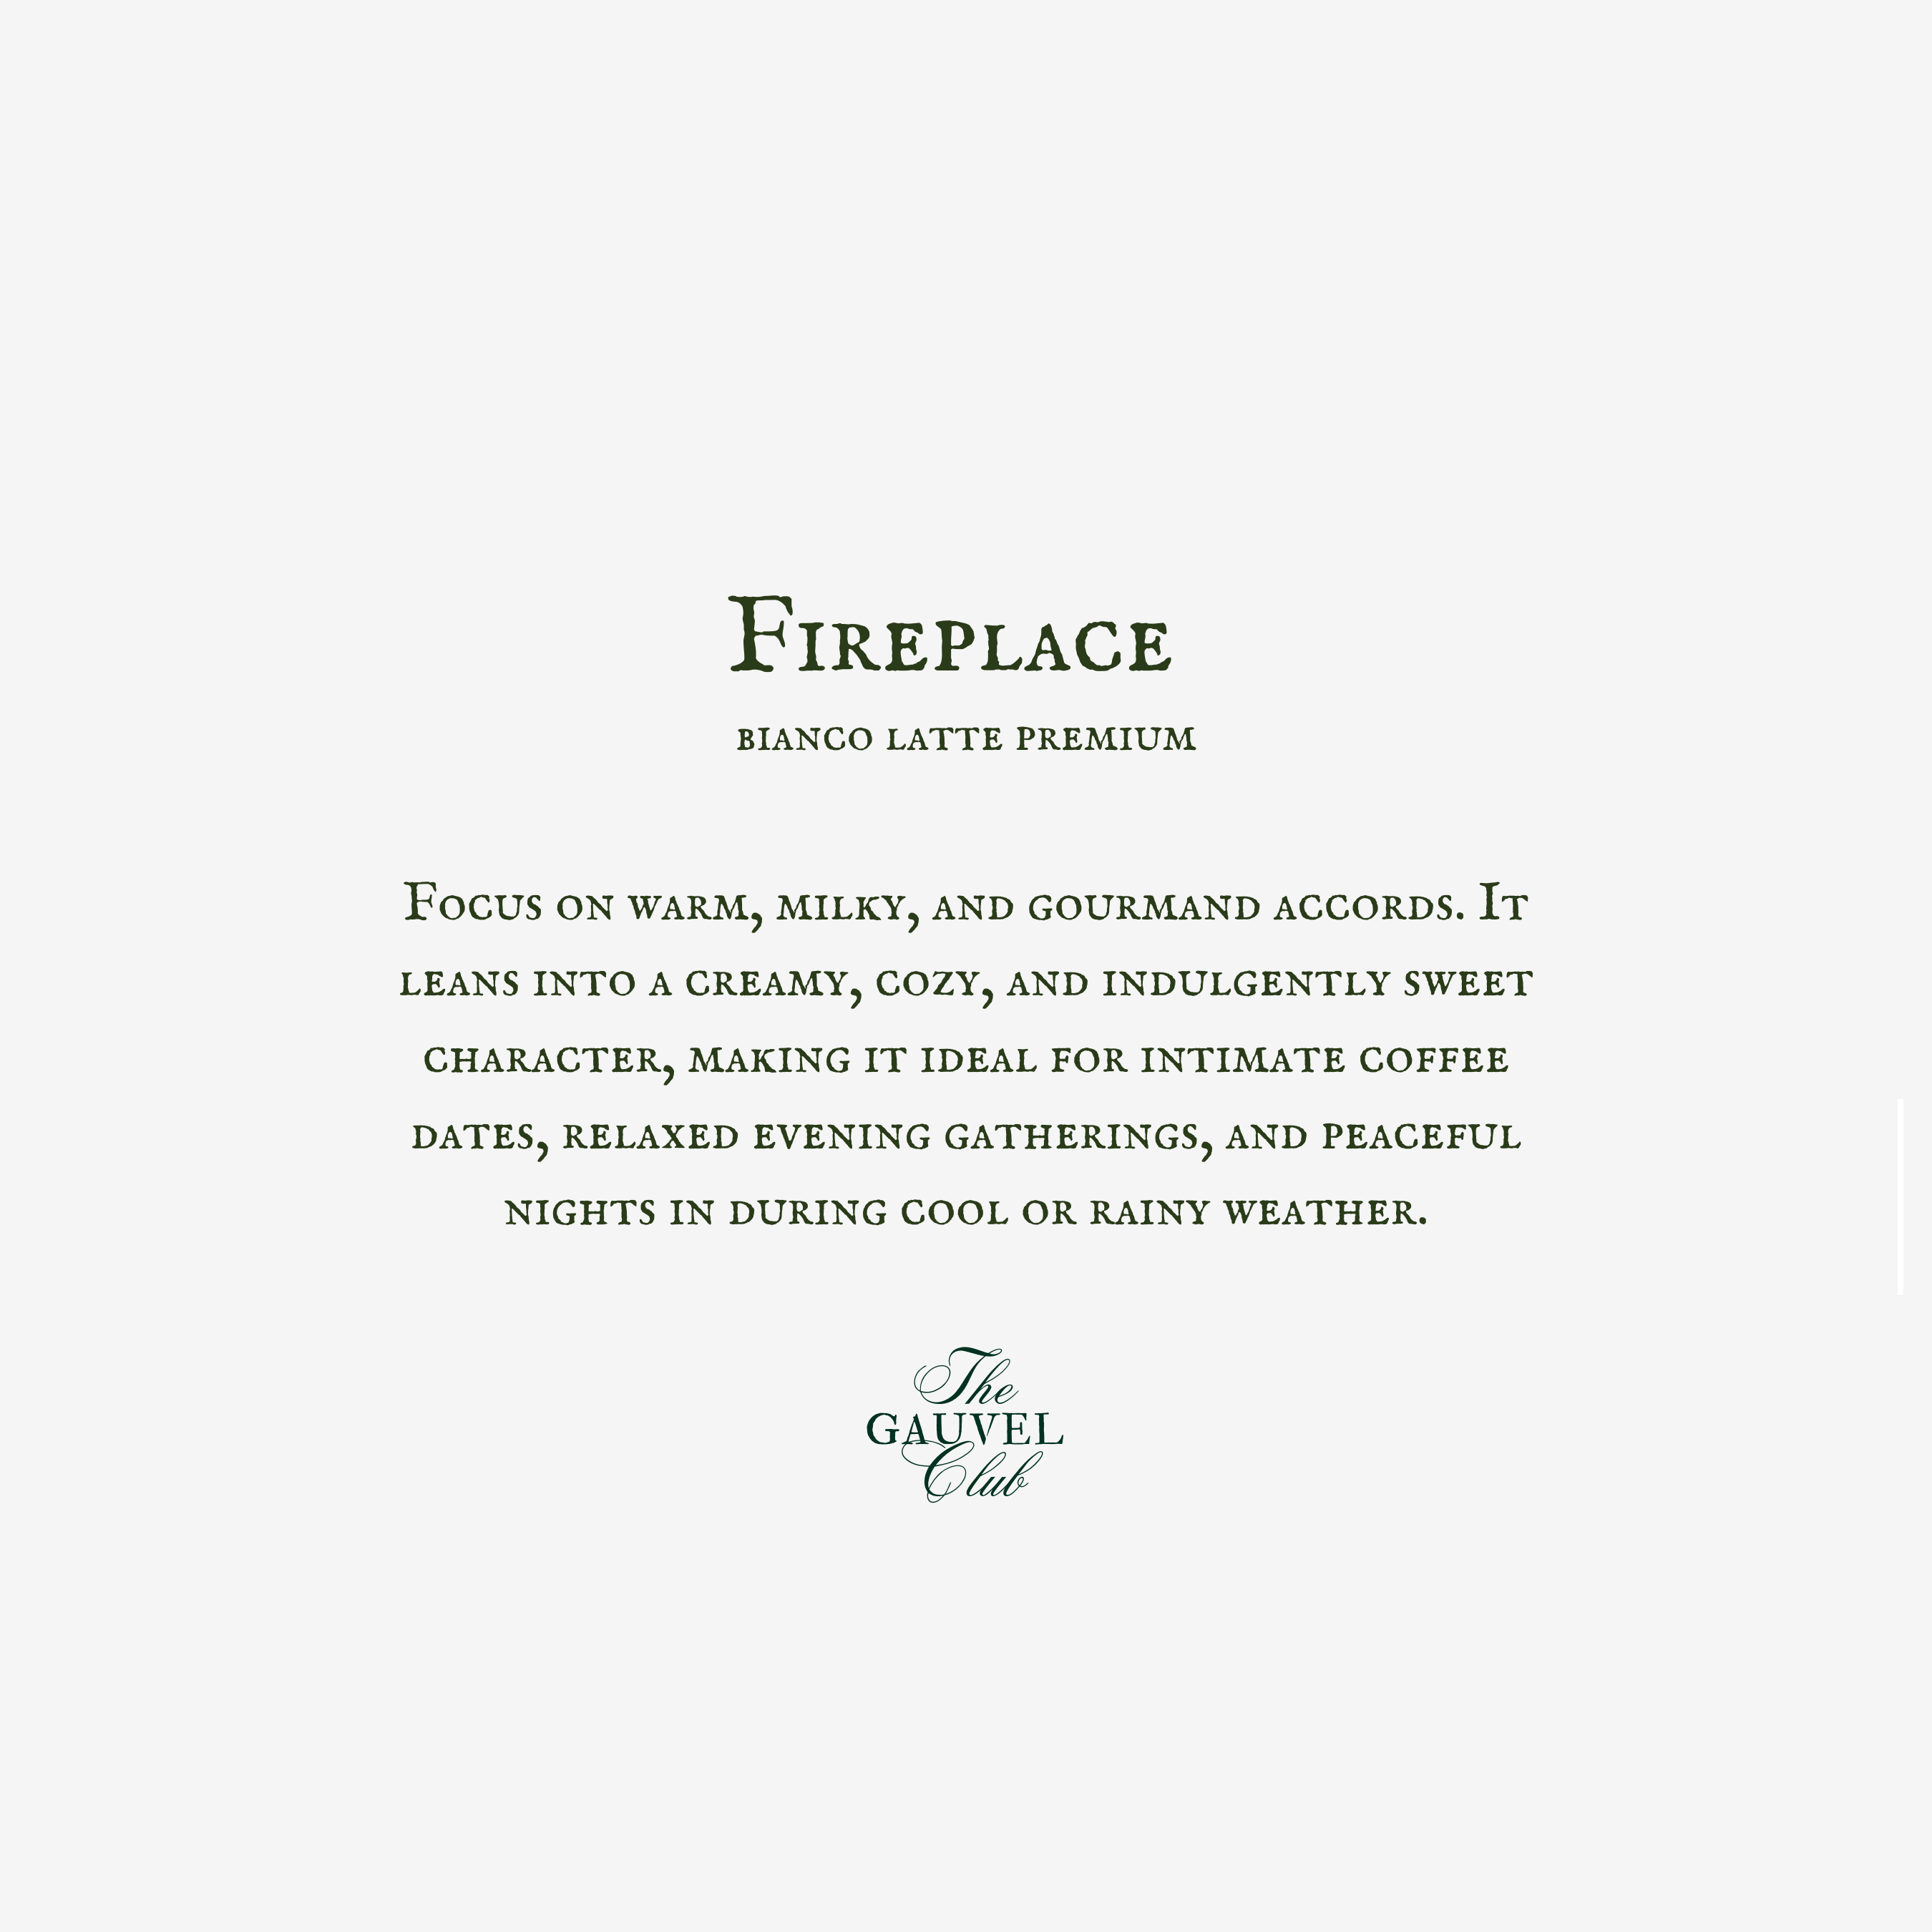 Fireplace
bianco latte premium
Focus on warm, milky, and gourmand accords. It
leans into a creamy, cozy, and indulgently sweet
character, making it ideal for intimate coffee
dates, relaxed evening gatherings, and peaceful
nights in during cool or rainy weather.
The
GAUVEL
Club